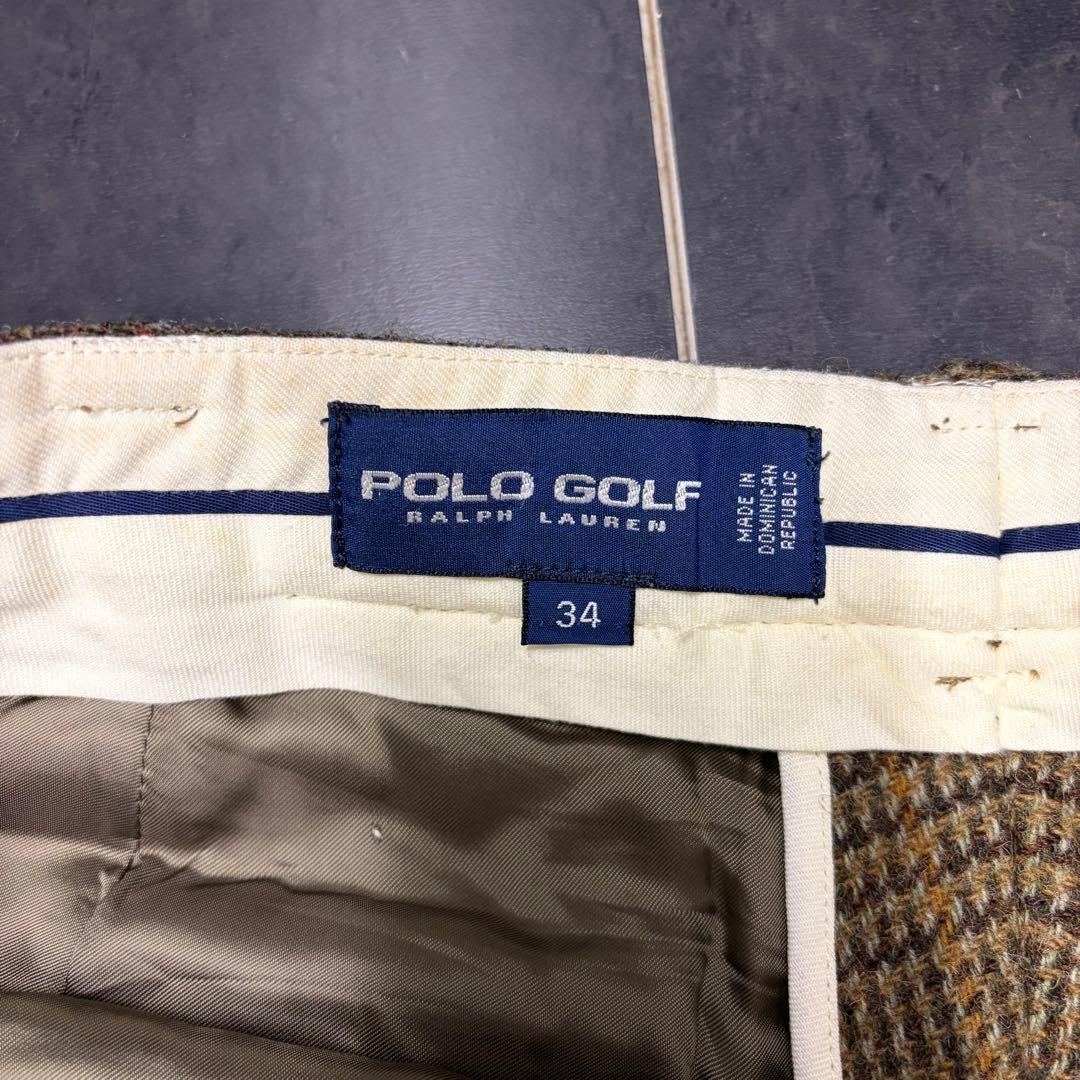 POLO GOLF
RALPH LAUREN
MADE IN
DOMINICAN
REPUBLIC
34